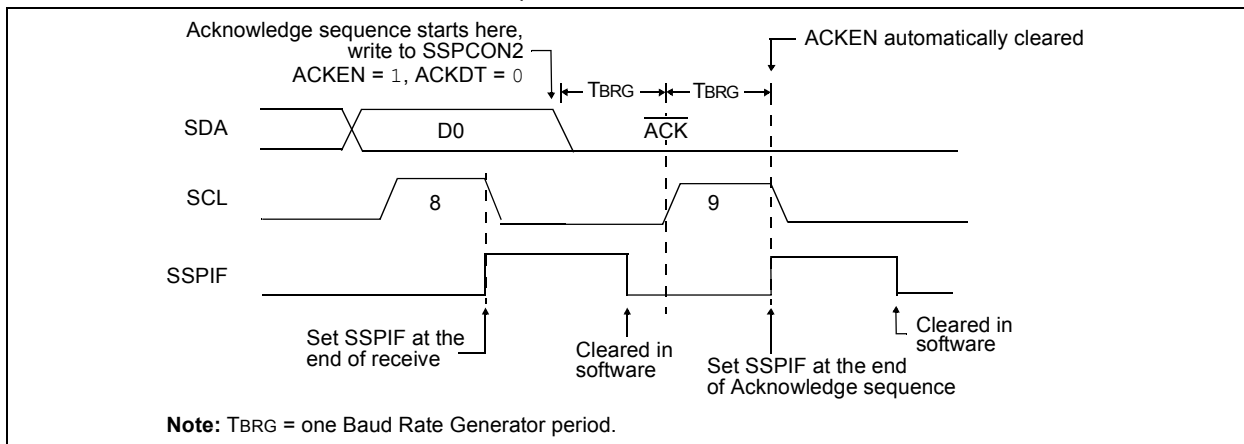 Acknowledge sequence starts here,
write to SSPCON2
ACKEN = 1, ACKDT = 0
ACKEN automatically cleared
TBRG
TBRG
SDA
D0
ACK
SCL
8
9
SSPIF
Set SSPIF at the
end of receive
Cleared in
software
Set SSPIF at the end
of Acknowledge sequence
Cleared in
software
Note: TBRG = one Baud Rate Generator period.